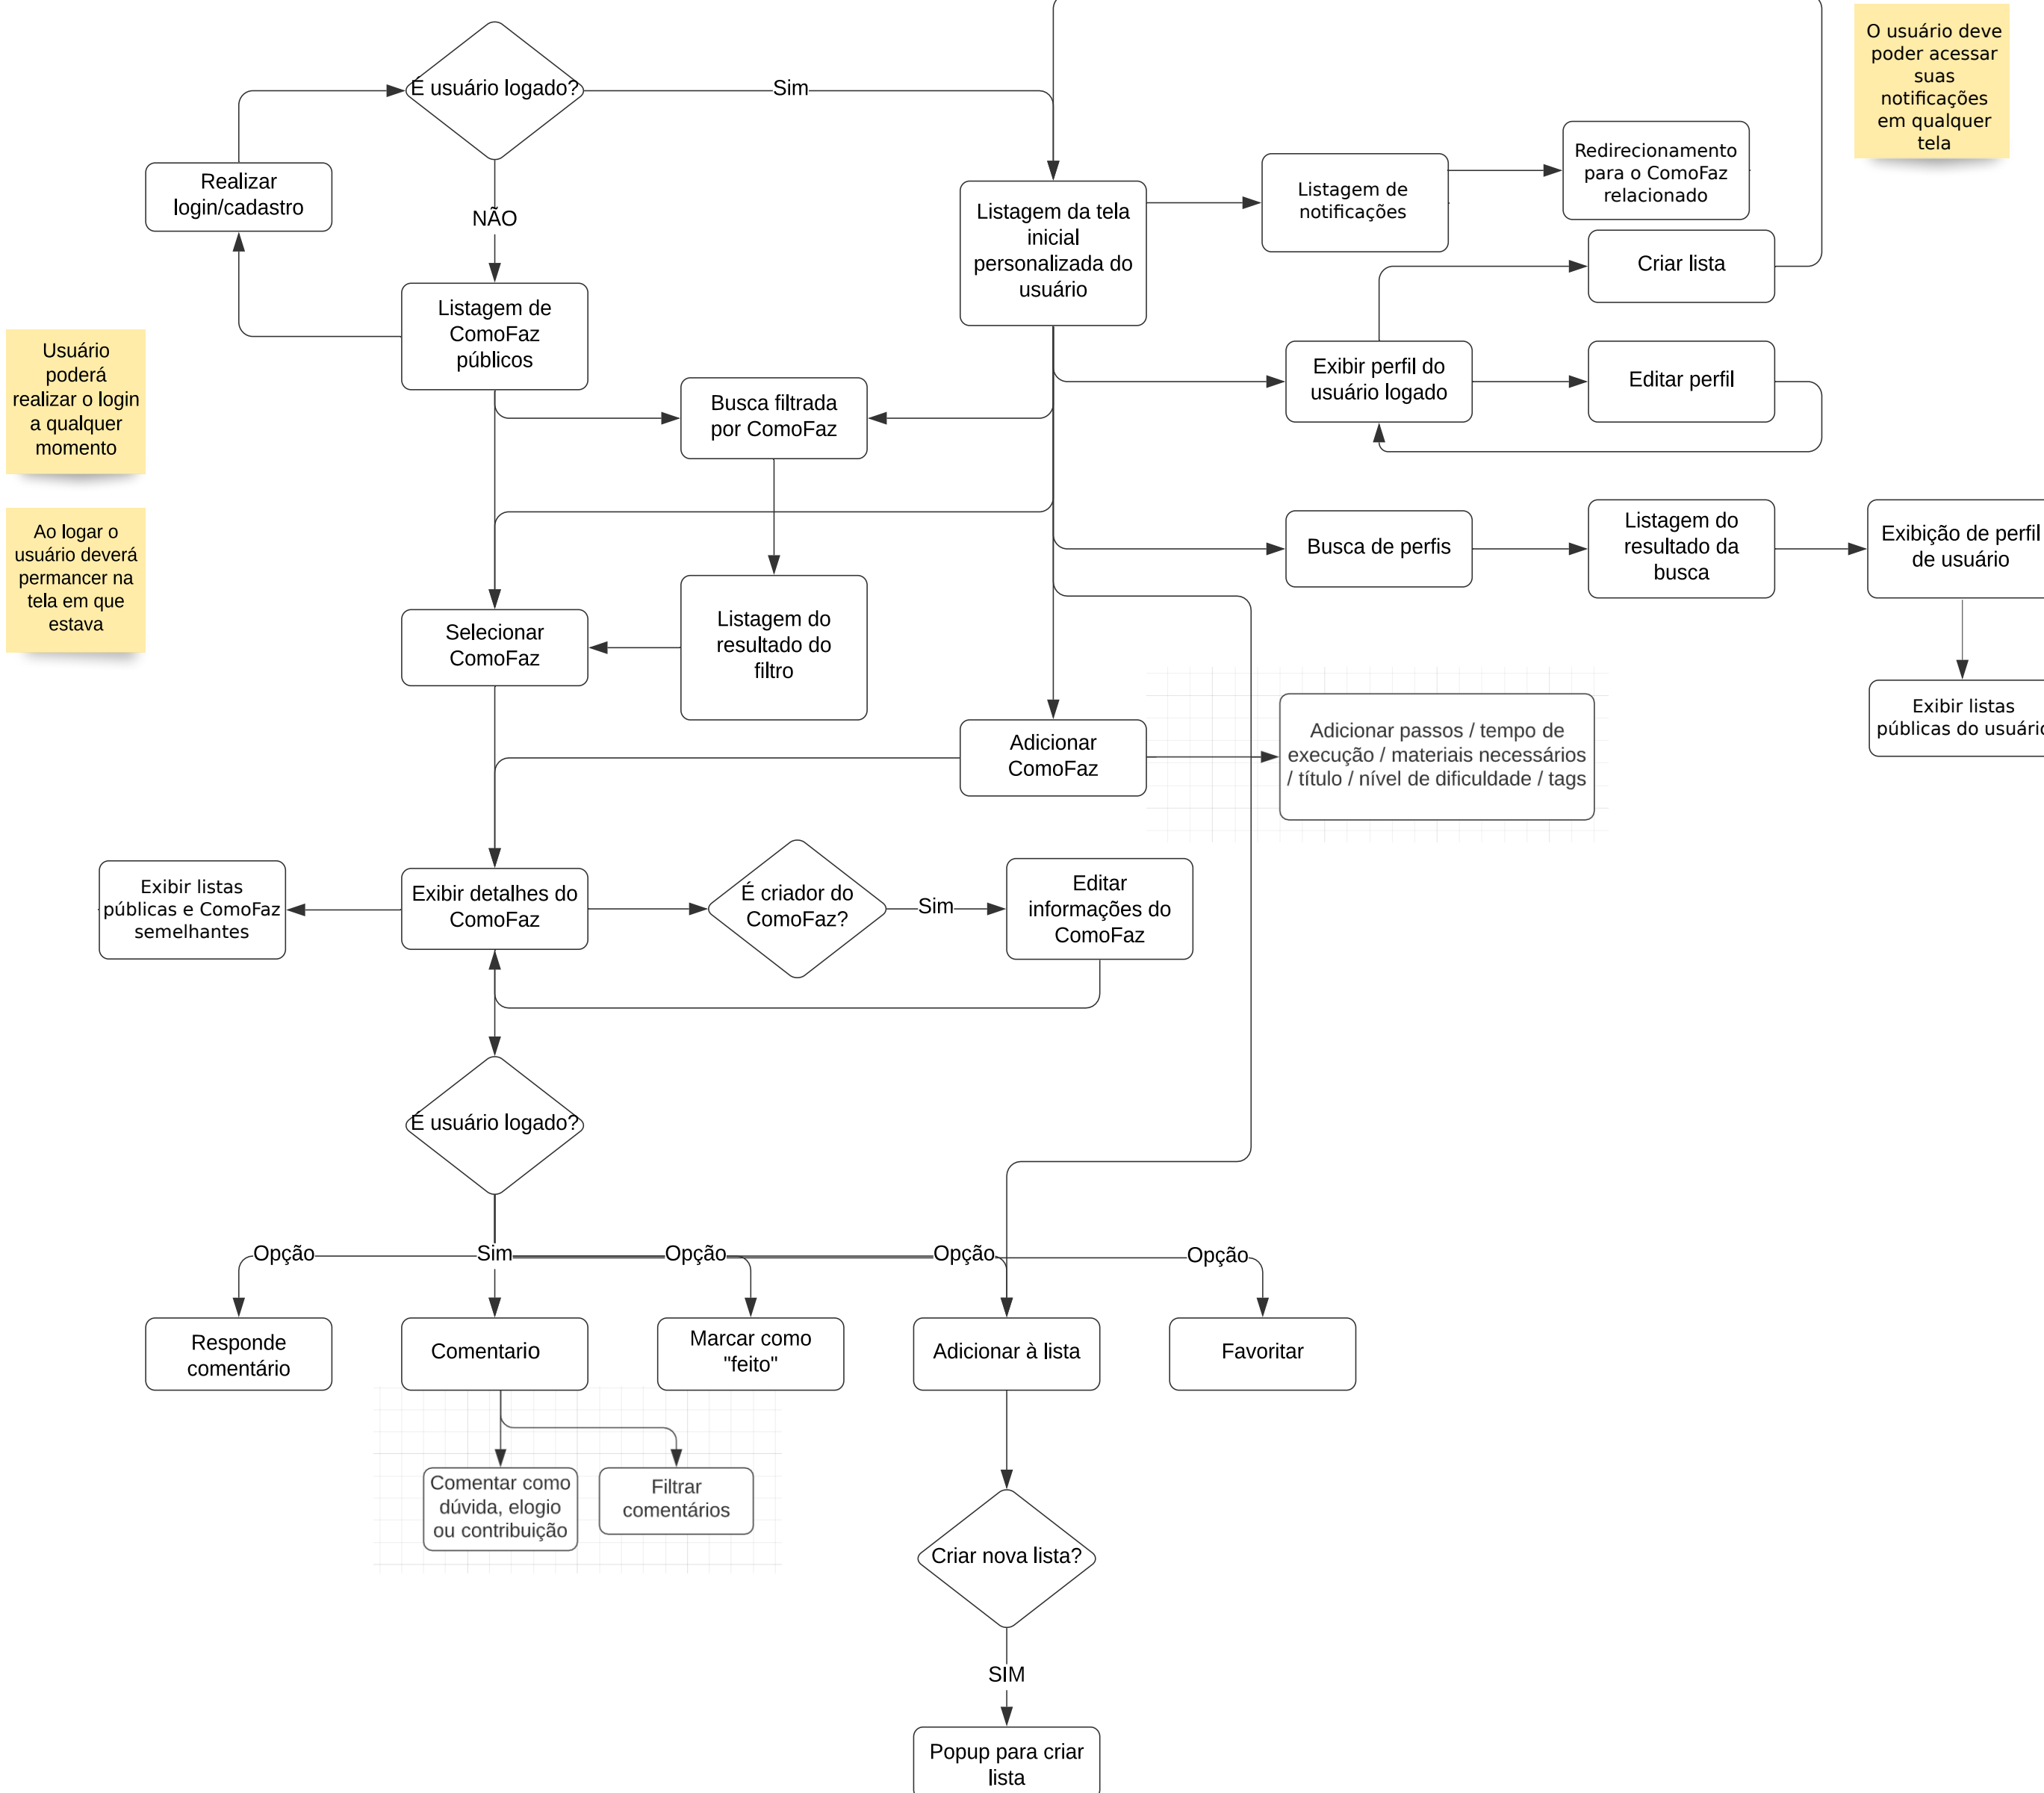 É usuário logado?
Sim
O usuário deve
poder acessar
suas
notificações
em qualquer
tela
Realizar
login/cadastro
NÃO
Listagem da tela
inicial
personalizada do
usuário
Listagem de
notificações
Redirecionamento
para o ComoFaz
relacionado
Criar lista
Listagem de
ComoFaz
públicos
Usuário
poderá
realizar o login
a qualquer
momento
Busca filtrada
por ComoFaz
Exibir perfil do
usuário logado
Editar perfil
Ao logar o
usuário deverá
permancer na
tela em que
estava
Busca de perfis
Listagem do
resultado da
busca
Exibição de perfil
de usuário
Selecionar
ComoFaz
Listagem do
resultado do
filtro
Exibir listas
públicas do usuário
Adicionar
ComoFaz
Adicionar passos / tempo de
execução / materiais necessários
/ título / nível de dificuldade / tags
Exibir listas
públicas e ComoFaz
semelhantes
Exibir detalhes do
ComoFaz
É criador do
ComoFaz?
Sim
Editar
informações do
ComoFaz
É usuário logado?
Opção
Sim
Opção
Opção
Opção
Responde
comentário
Comentario
Marcar como
"feito"
Adicionar à lista
Favoritar
Comentar como
dúvida, elogio
ou contribuição
Filtrar
comentários
Criar nova lista?
SIM
Popup para criar
lista